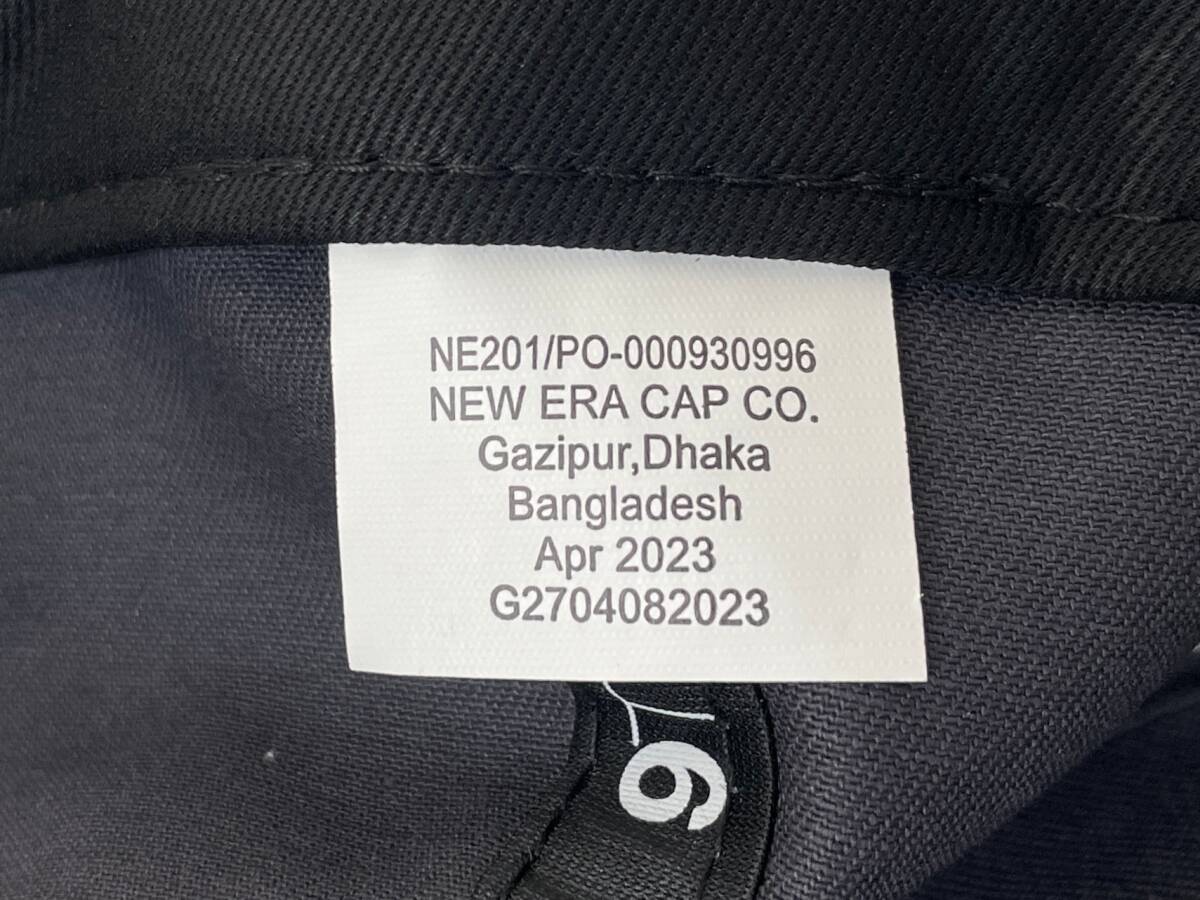 NE201/PO-000930996
NEW ERA CAP CO.
Gazipur,Dhaka
Bangladesh
Apr 2023
G2704082023